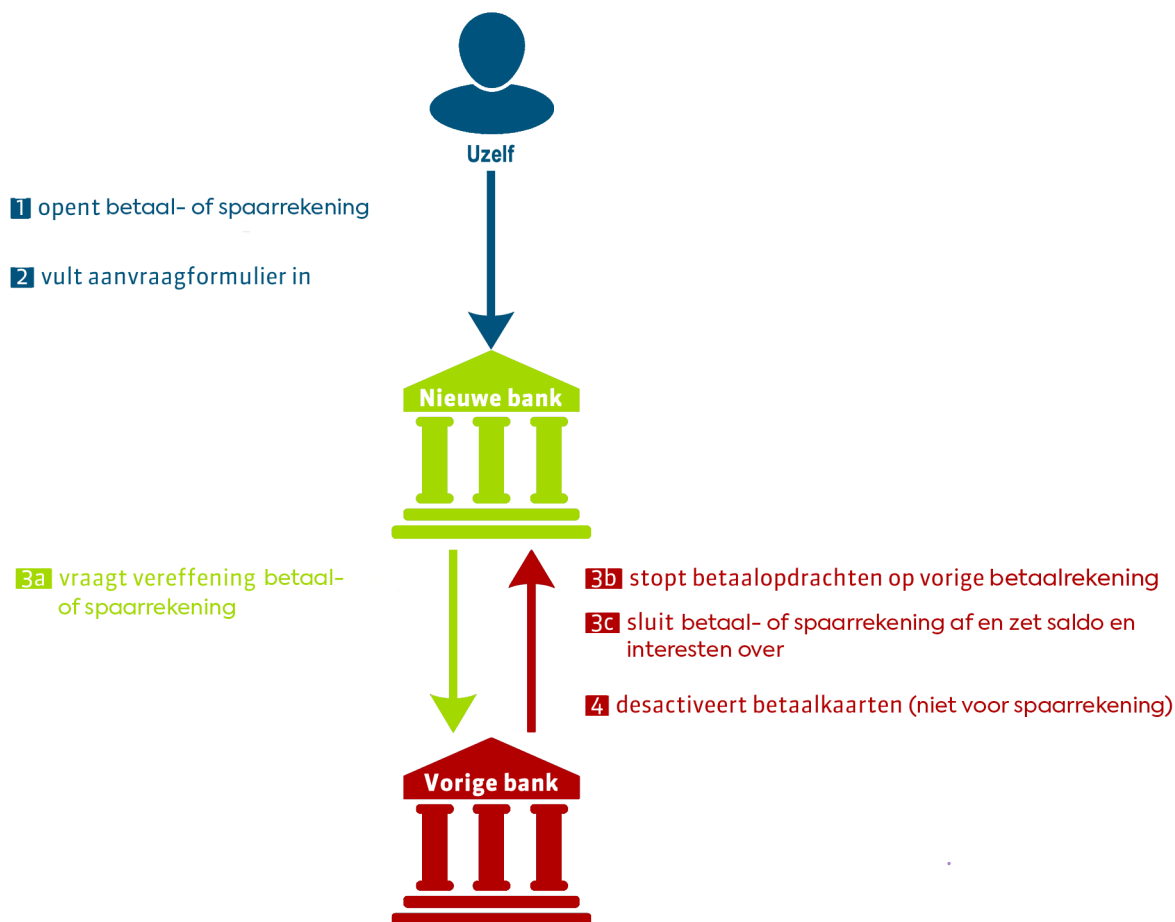 Uzelf
1 opent betaal- of spaarrekening
2 vult aanvraagformulier in
Nieuwe bank
3a vraagt vereffening betaal-
of spaarrekening
3b stopt betaalopdrachten op vorige betaalrekening
3c sluit betaal- of spaarrekening af en zet saldo en
interesten over
4 desactiveert betaalkaarten (niet voor spaarrekening)
Vorige bank